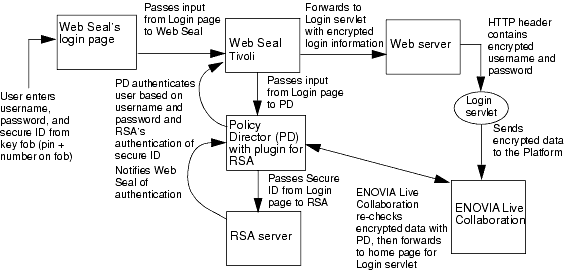 Web Seal's
login page
Passes input
from Login page
to Web Seal
Web Seal
Tivoli
Forwards to
Login servlet
with encrypted
login information
Web server
HTTP header
contains
encrypted
username and
password
User enters
username,
password, and
secure ID from
key fob (pin +
number on fob)
PD authenticates
user based on
username and
password and
RSA's
authentication of
secure ID
Passes input
from Login page
to PD
Login
servlet
Policy
Director (PD)
with plugin for
RSA
Sends
encrypted data
to the Platform
Notifies Web
Seal of
authentication
Passes Secure
ID from Login
page to RSA
RSA server
ENOVIA Live
Collaboration
re-checks
encrypted data with
PD, then forwards
to home page for
Login servlet
ENOVIA Live
Collaboration